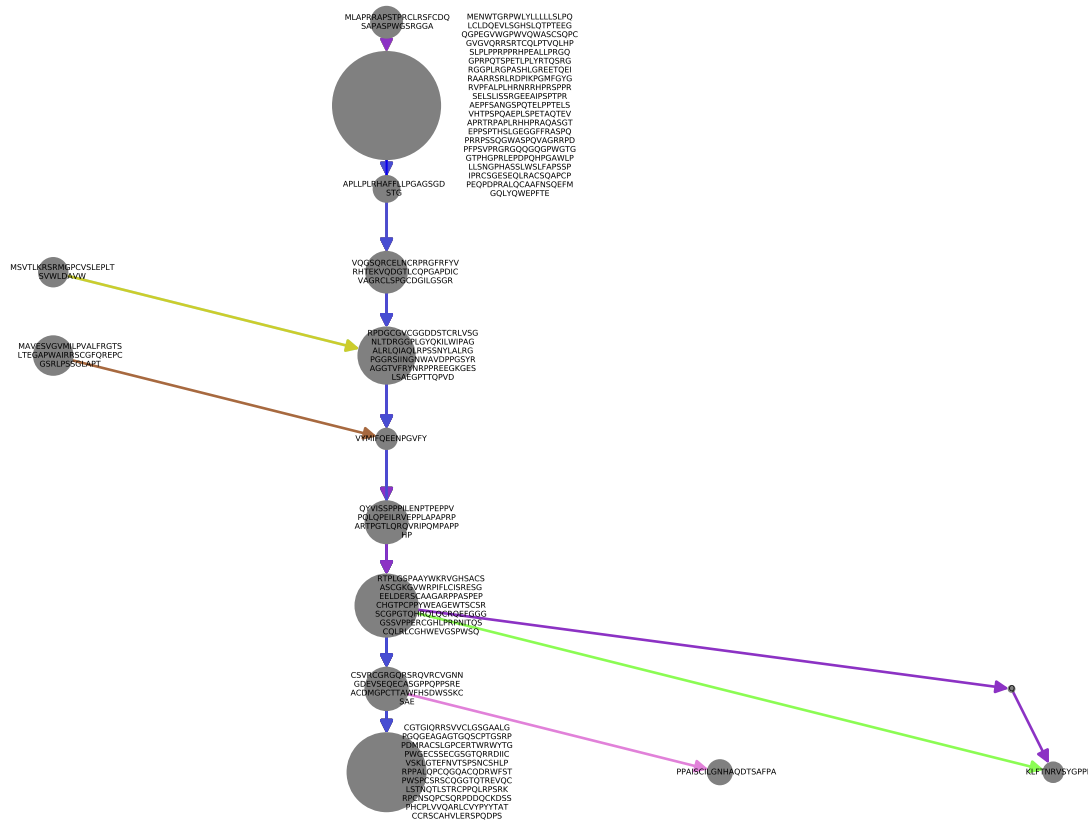 MLAPRRAPSTPRCLRSFCDQ
SAPASPWGSRGGA
MENWTGRPWLYLLLLLSLPQ
LCLDQEVLSGHSLQTPTEEG
QGPEGVWGPWVQWASCSQPC
GVGVQRRSRTCQLPTVQLHP
SLPLPPRPPRHPEALLPRGQ
GPRPQTSPETLPLYRTQSRG
RGGPLRGPASHLGREETQEI
RAARRSRLRDPIKPGMFGYG
RVPFALPLHRNRRHPRSPPR
SELSLISSRGEEAIPSPTPR
AEPFSANGSPQTELPPTELS
VHTPSPQAEPLSPETAQTEV
APRTRPAPLRHHPRAQASGT
EPPSPTHSLGEGGFFRASPQ
PRRPSSQGWASPQVAGRRPD
PFPSVPRGRGQQGQGPWGTG
GTPHGPRLEPDPQHPGAWLP
LLSNGPHASSLWSLFAPSSP
IPRCSGESEQLRACSQAPCP
PEQPDPRALQCAAFNSQEFM
GQLYQWEPFTE
APLLPLRHAFFLLPGAGSGD
STG
VQGSQRCELNCRPRGFRFYV
RHTEKVQDGTLCQPGAPDIC
VAGRCLSPGCDGILGSGR
MSVTLKRSRMGPCVSLEPLT
SVWLDAVW
RPDGCGVCGGDDSTCRLVSG
NLTDRGGPLGYQKILWIPAG
ALRLQIAQLRPSSNYLALRG
PGGRSIINGNWAVDPPGSYR
AGGTVFRYNRPPREEGKGES
LSAEGPTTQPVD
MAVESVGVMILPVALFRGTS
LTEGAPWAIRRSCGFQREPC
GSRLPSSGLAPT
VYMIFQEENPGVFY
QYVISSPPPILENPTPEPPV
PQLQPEILRVEPPLAPAPRP
ARTPGTLQRQVRIPQMPAPP
HP
RTPLGSPAAYWKRVGHSACS
ASCGKGVWRPIFLCISRESG
EELDERSCAAGARPPASPEP
CHGTPCPPYWEAGEWTSCSR
SCGPGTQHRQLQCRQEFGGG
GSSVPPERCGHLPRPNITQS
CQLRLCGHWEVGSPWSQ
CSVRCGRGQRSRQVRCVGNN
GDEVSEQECASGPPQPPSRE
ACDMGPCTTAWFHSDWSSKC
SAE
Q
CGTGIQRRSVVCLGSGAALG
PGQGEAGAGTGQSCPTGSRP
PDMRACSLGPCERTWRWYTG
PWGECSSECGSGTQRRDIIC
VSKLGTEFNVTSPSNCSHLP
RPPALQPCQGQACQDRWFST
PWSPCSRSCQGGTQTREVQC
LSTNQTLSTRCPPQLRPSRK
RPCNSQPCSQRPDDQCKDSS
PHCPLVVQARLCVYPYYTAT
CCRSCAHVLERSPQDPS
PPAISCILGNHAQDTSAFPA
KLFTNRVSYGPP